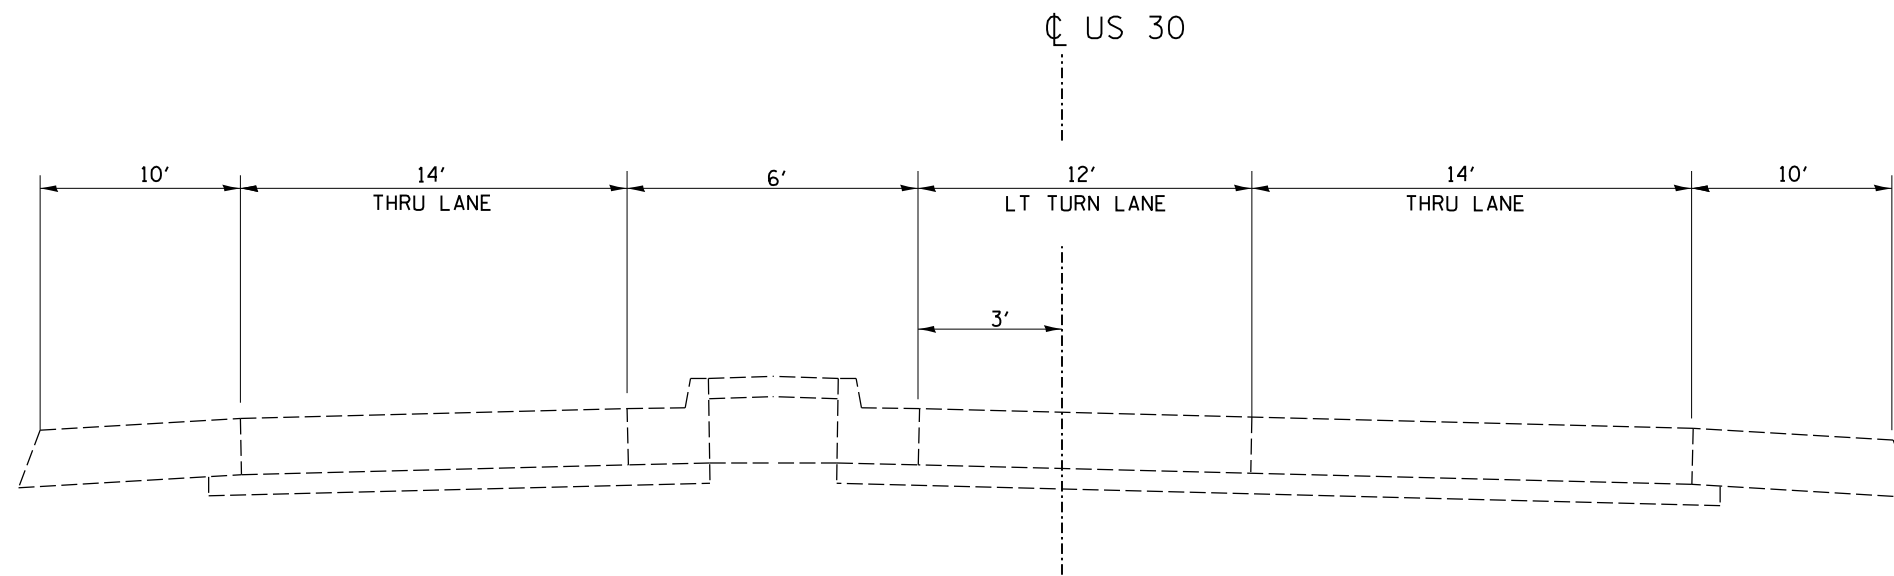 ℄ US 30
10' 14' 6' 12' 14' 10'
THRU LANE LT TURN LANE THRU LANE
3'